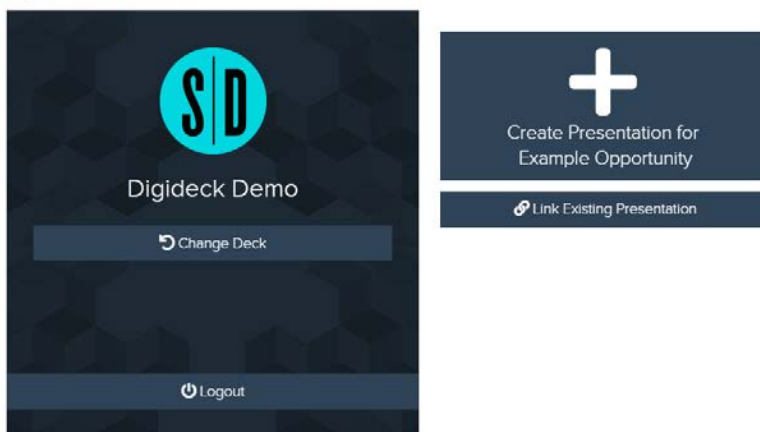 S|D
Digideck Demo
Change Deck
Logout
Create Presentation for
Example Opportunity
Link Existing Presentation